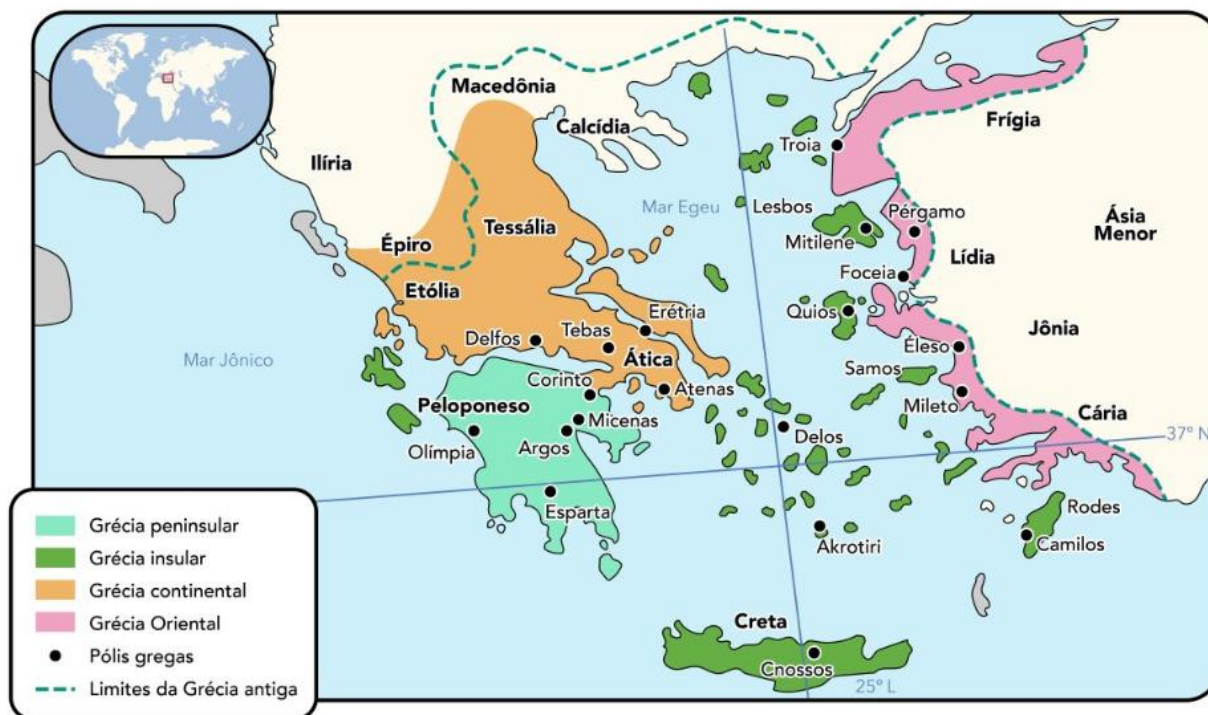 Macedônia
Calcídia
Ilíria
Troia
Frígia
Mar Egeu
Lesbos
Pérgamo
Ásia
Menor
Tessália
Mitilene
Épiro
Lídia
Etólia
Foceia
Erétria
Quios
Jônia
Delfos
Tebas
Mar Jônico
Ática
Éleso
Samos
Corinto
Atenas
Mileto
Peloponeso
Cária
Micenas
Olímpia
Argos
Delos
37° N
Esparta
Rodes
Akrotiri
Camilos
Creta
Cnossos
25° L
Grécia peninsular
Grécia insular
Grécia continental
Grécia Oriental
Pólis gregas
Limites da Grécia antiga